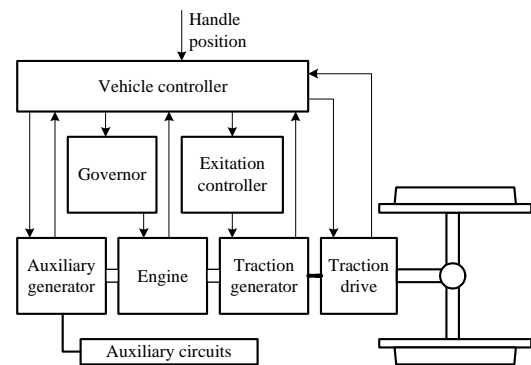 Handle
position
Vehicle controller
Governor
Exitation
controller
Auxiliary
generator
Engine
Traction
generator
Traction
drive
Auxiliary circuits